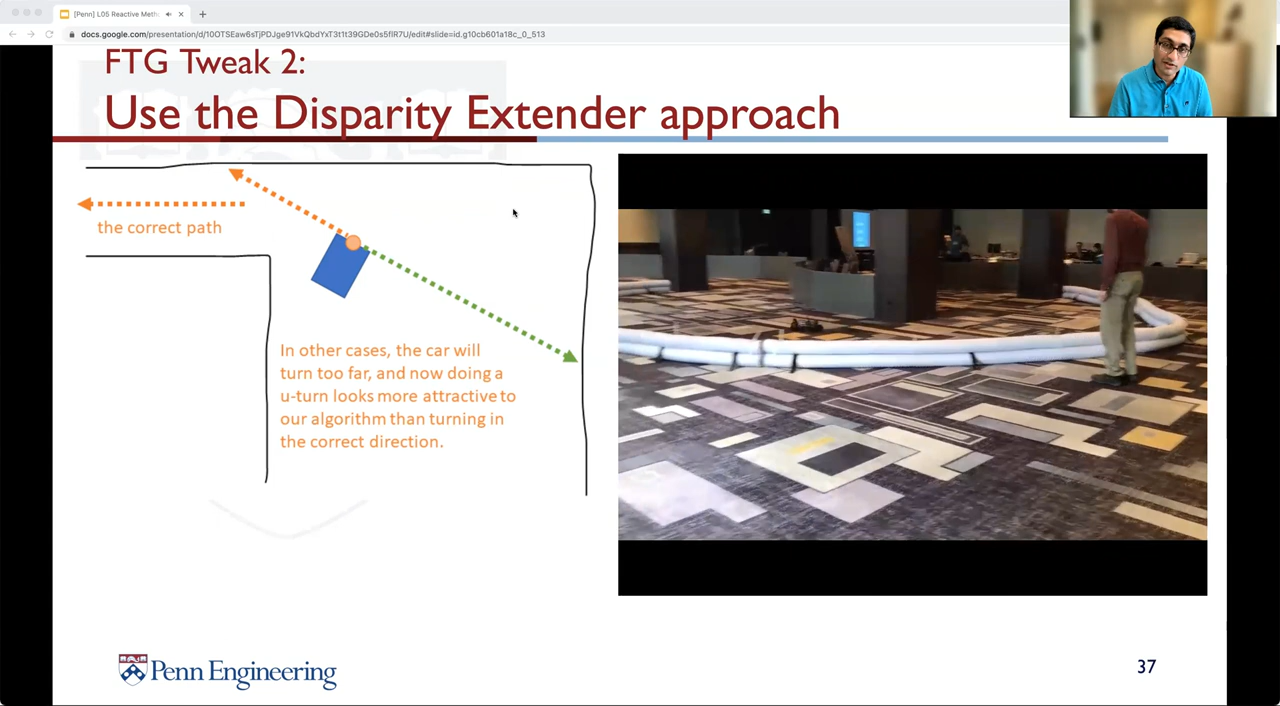 [Penn] L05 Reactive Meth
docs.google.com/presentation/d/10OTSEaw6sTjPDJge91VkQbdYxT3t1t39GDe0s5flR7U/edit#slide=id.g10cb601a18c_0_513
FTG Tweak 2:
Use the Disparity Extender approach
the correct path
In other cases, the car will
turn too far, and now doing a
u-turn looks more attractive to
our algorithm than turning in
the correct direction.
Penn Engineering
37